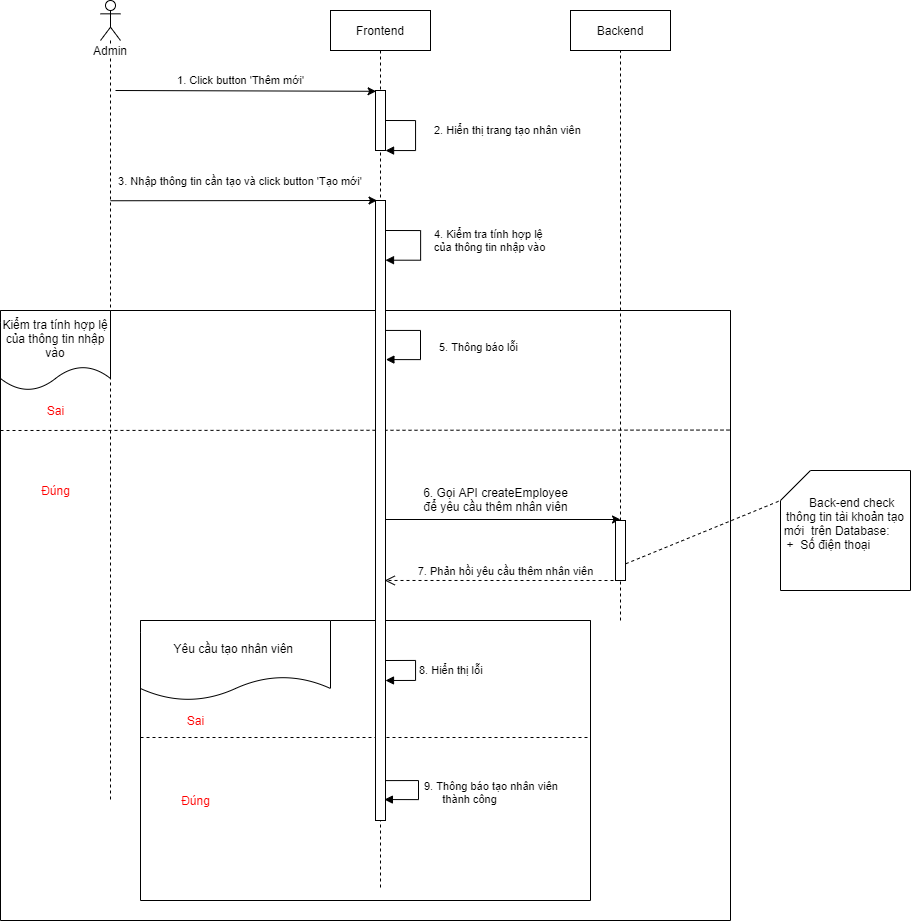 Admin
Frontend
Backend
1. Click button 'Thêm mới'
2. Hiển thị trang tạo nhân viên
3. Nhập thông tin cần tạo và click button 'Tạo mới'
4. Kiểm tra tính hợp lệ
của thông tin nhập vào
Kiểm tra tính hợp lệ
của thông tin nhập
vào
5. Thông báo lỗi
Sai
Đúng
6. Gọi API createEmployee
để yêu cầu thêm nhân viên
Back-end check
thông tin tải khoản tạo
mới trên Database:
+ Số điện thoại
7. Phản hồi yêu cầu thêm nhân viên
Yêu cầu tạo nhân viên
8. Hiển thị lỗi
Sai
9. Thông báo tạo nhân viên
thành công
Đúng